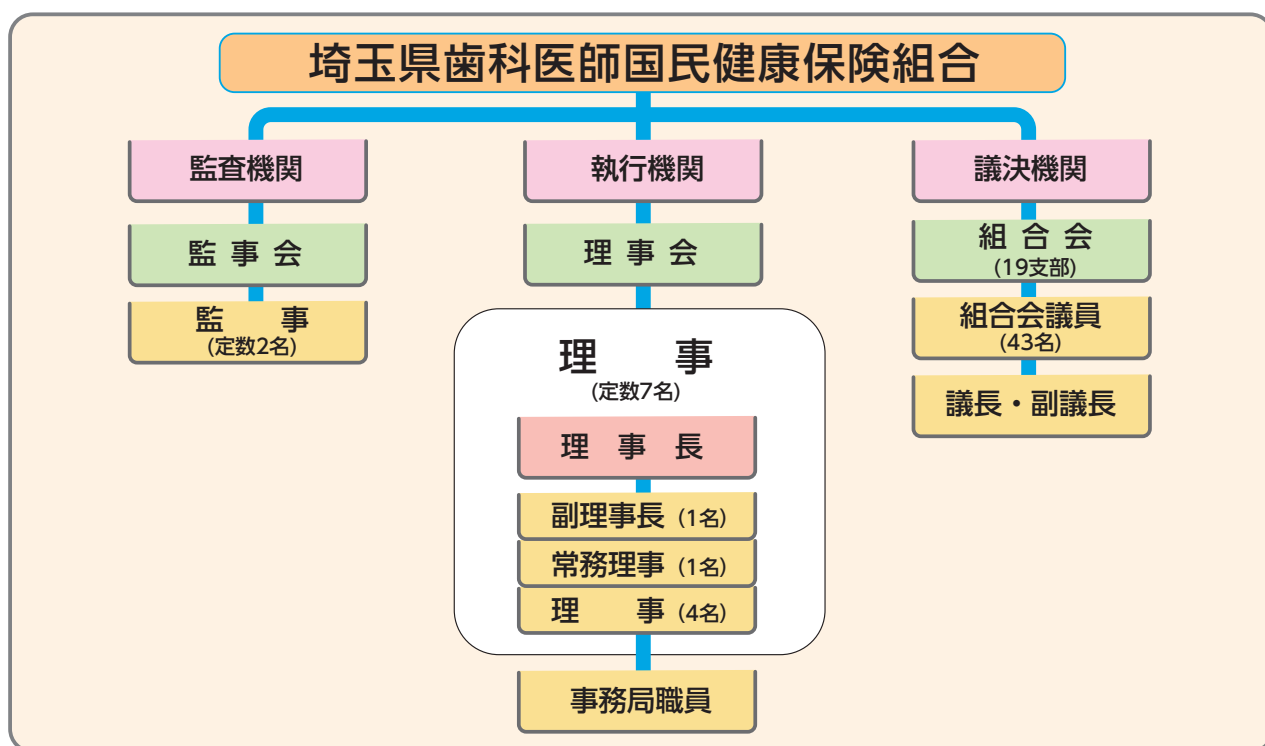 埼玉県歯科医師国民健康保険組合
監査機関
監事会
監事
(定数2名)
執行機関
理事会
理事
(定数7名)
理事長
副理事長 (1名)
常務理事 (1名)
理事 (4名)
事務局職員
議決機関
組合会
(19支部)
組合会議員
(43名)
議長・副議長